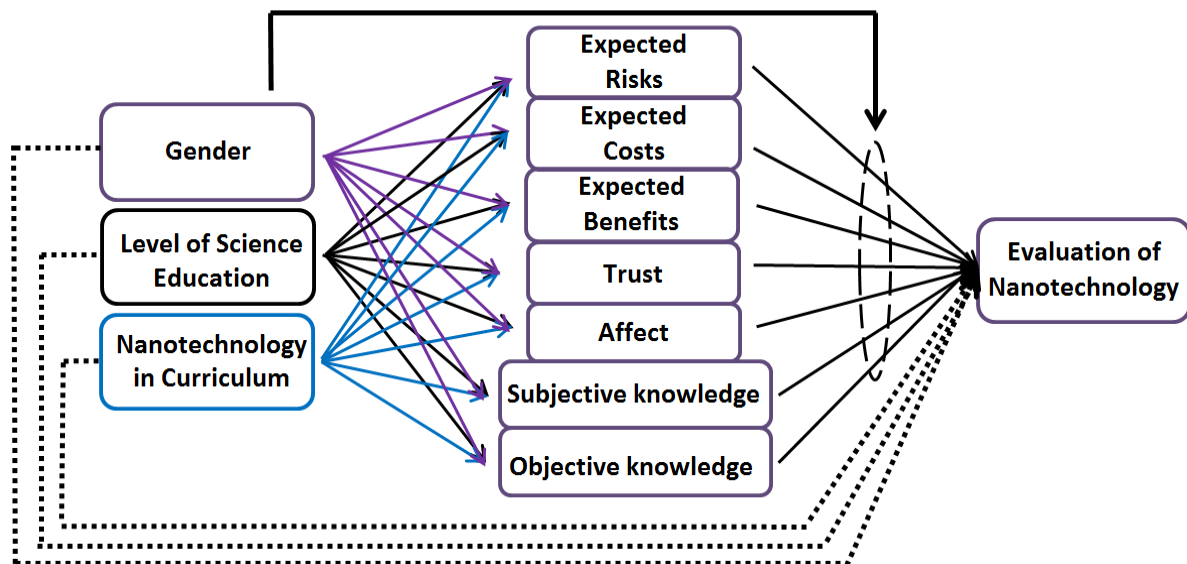 Gender
Level of Science
Education
Nanotechnology
in Curriculum
Expected
Risks
Expected
Costs
Expected
Benefits
Trust
Affect
Subjective knowledge
Objective knowledge
Evaluation of
Nanotechnology